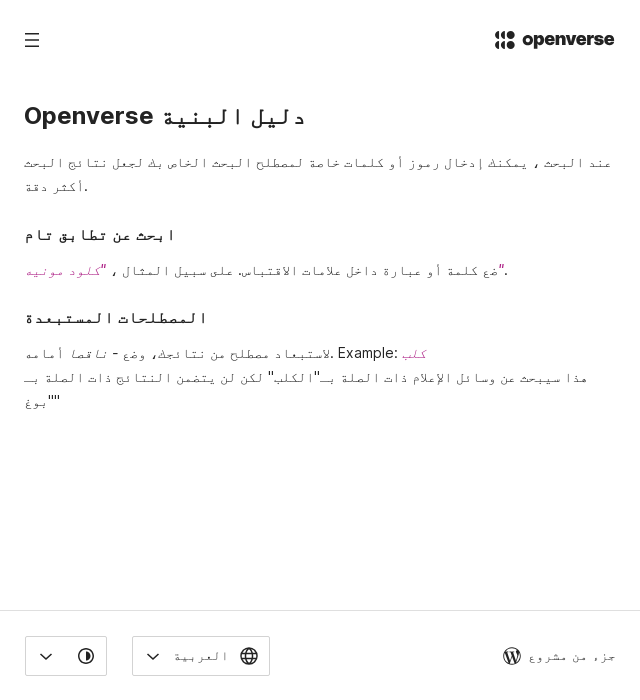 openverse
دليل البنية Openverse
عند البحث ، يمكنك إدخال رموز أو كلمات خاصة لمصطلح البحث الخاص بك لجعل نتائج البحث
أكثر دقة.
ابحث عن تطابق تام
ضع كلمة أو عبارة داخل علامات الاقتباس. على سبيل المثال ، "كلود مونيه".
المصطلحات المستبعدة
لاستبعاد مصطلح من نتائجك، وضع - ناقصا أمامه. Example: كلب
هذا سيبحث عن وسائل الإعلام ذات الصلة بـ"الكلب" لكن لن يتضمن النتائج ذات الصلة بـ
""بوغ
العربية
جزء من مشروع